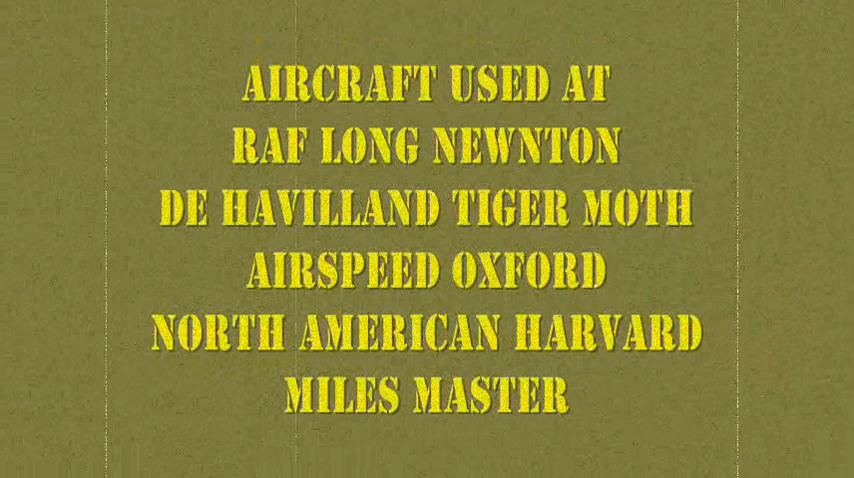 AIRCRAFT USED AT
RAF LONG NEWNTON
DE HAVILLAND TIGER MOTH
AIRSPEED OXFORD
NORTH AMERICAN HARVARD
MILES MASTER